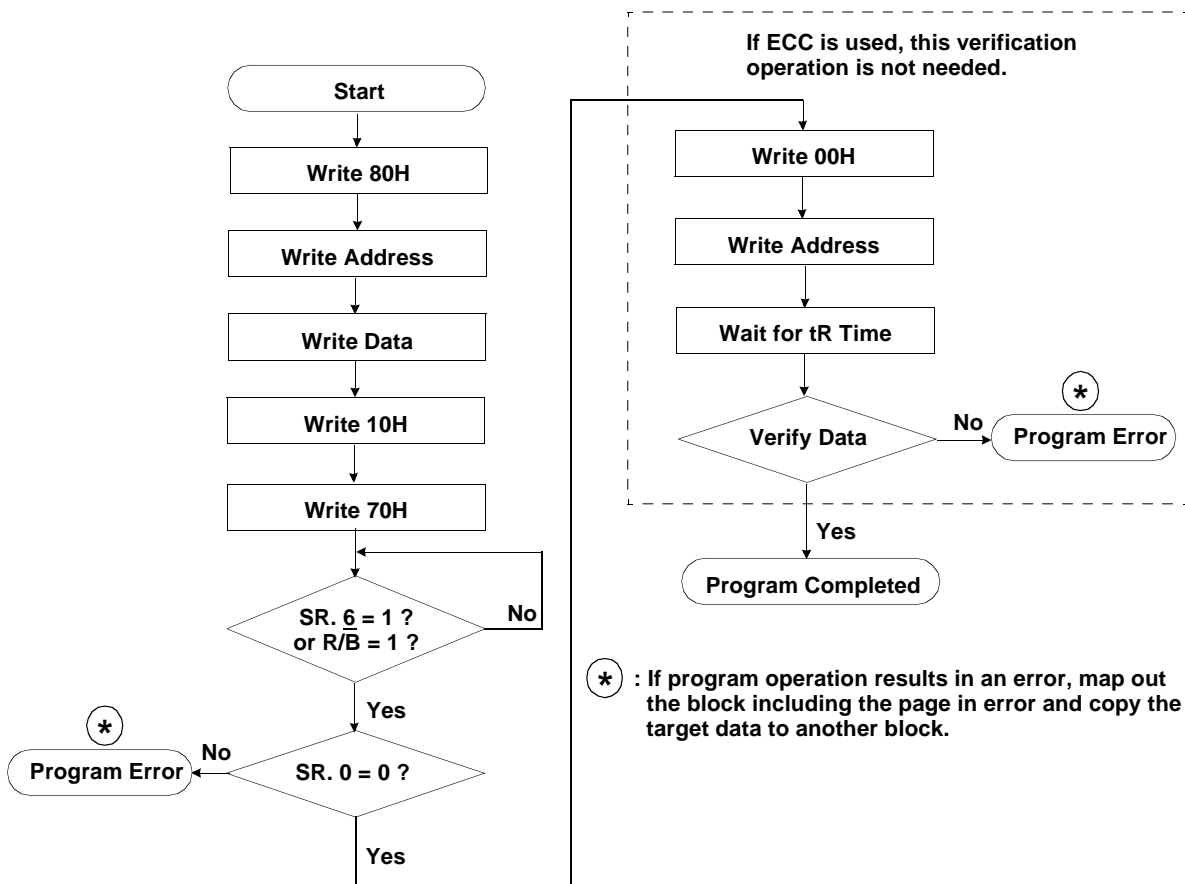 Start
Write 80H
Write Address
Write Data
Write 10H
Write 70H
SR. 6 = 1 ?
or R/B̅ = 1 ?
No
Yes
*
No
Program Error
SR. 0 = 0 ?
Yes
If ECC is used, this verification
operation is not needed.
Write 00H
Write Address
Wait for tR Time
*
Verify Data
No
Program Error
Yes
Program Completed
* : If program operation results in an error, map out
the block including the page in error and copy the
target data to another block.